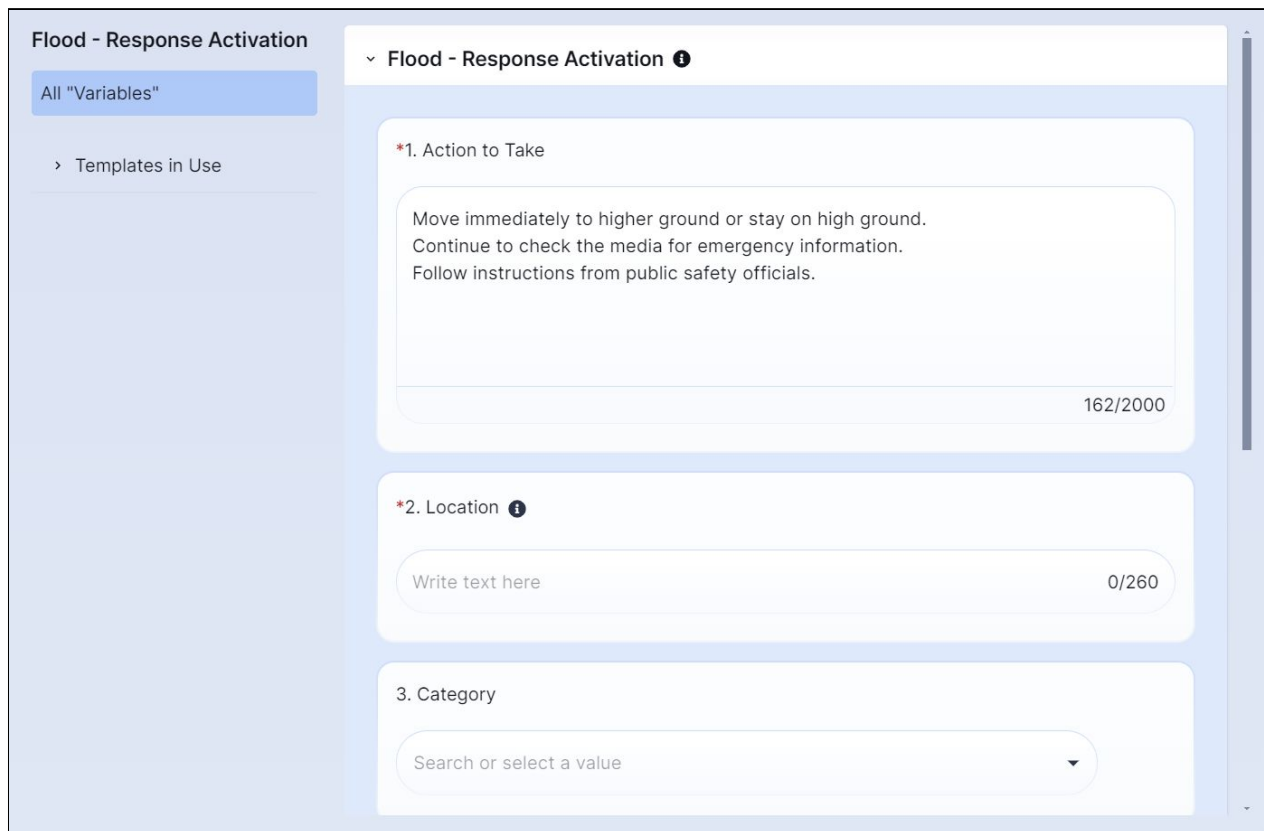 Flood - Response Activation
All "Variables"
Templates in Use
Flood - Response Activation
*1. Action to Take
Move immediately to higher ground or stay on high ground.
Continue to check the media for emergency information.
Follow instructions from public safety officials.
162/2000
*2. Location
Write text here 0/260
3. Category
Search or select a value